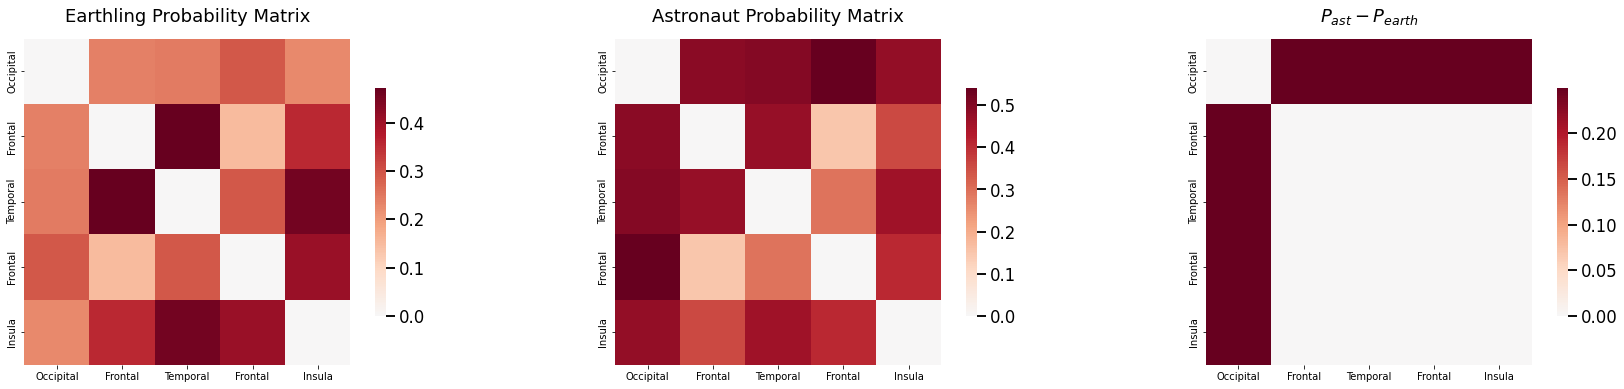 Earthling Probability Matrix
Occipital
Frontal
Temporal
Frontal
Insula
Occipital Frontal Temporal Frontal Insula
0.4
0.3
0.2
0.1
0.0
Astronaut Probability Matrix
Occipital
Frontal
Temporal
Frontal
Insula
Occipital Frontal Temporal Frontal Insula
0.5
0.4
0.3
0.2
0.1
0.0
P_ast − P_earth
Occipital
Frontal
Temporal
Frontal
Insula
Occipital Frontal Temporal Frontal Insula
0.20
0.15
0.10
0.05
0.00